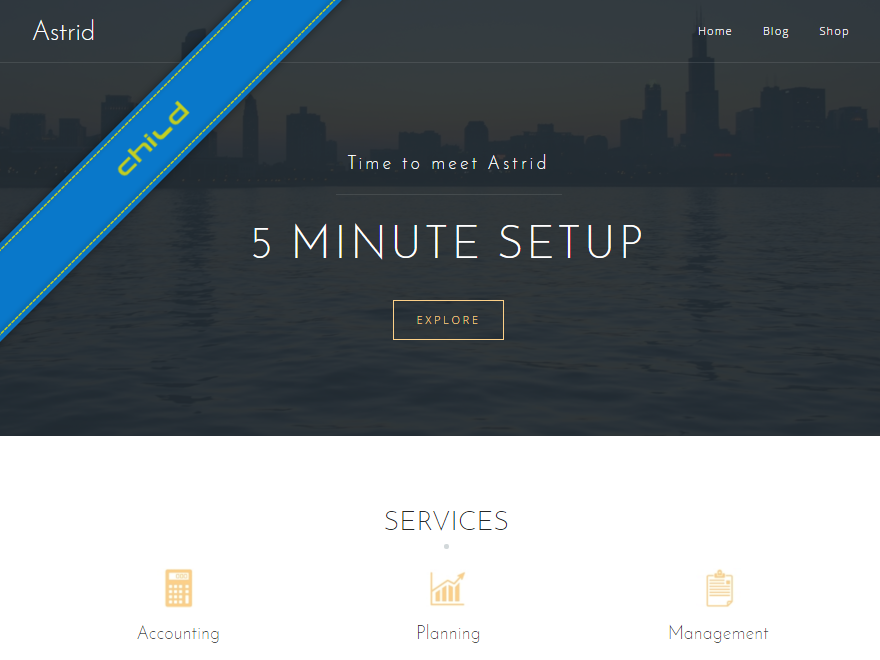 Astrid
Home Blog Shop
child
Time to meet Astrid
5 MINUTE SETUP
EXPLORE
SERVICES
Accounting Planning Management